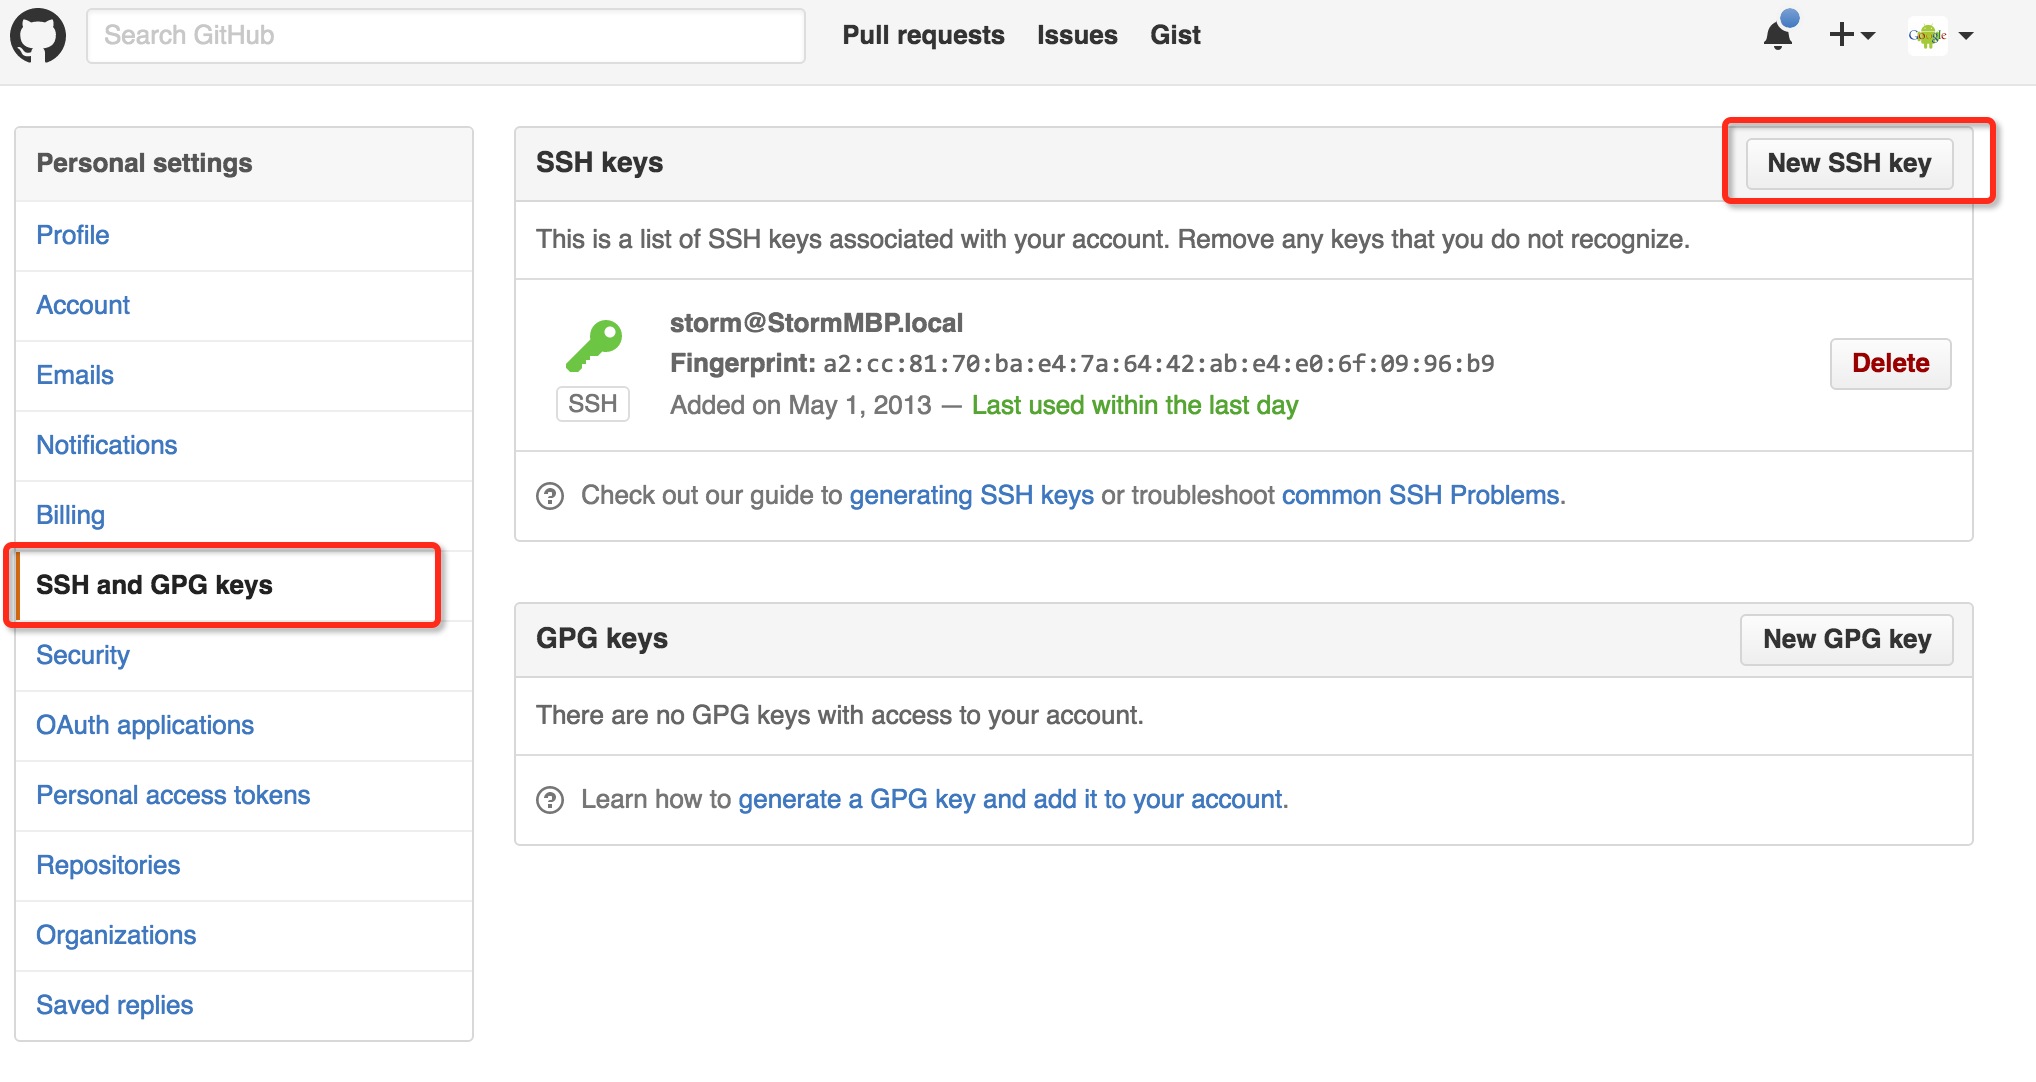 Search GitHub
Pull requests
Issues
Gist
Google
Personal settings
Profile
Account
Emails
Notifications
Billing
SSH and GPG keys
Security
OAuth applications
Personal access tokens
Repositories
Organizations
Saved replies
SSH keys
New SSH key
This is a list of SSH keys associated with your account. Remove any keys that you do not recognize.
SSH
storm@StormMBP.local
Fingerprint: a2:cc:81:70:ba:e4:7a:64:42:ab:e4:e0:6f:09:96:b9
Added on May 1, 2013 — Last used within the last day
Delete
Check out our guide to generating SSH keys or troubleshoot common SSH Problems.
GPG keys
New GPG key
There are no GPG keys with access to your account.
Learn how to generate a GPG key and add it to your account.